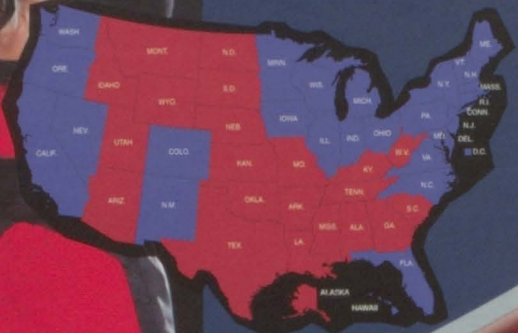 WASH.
ORE.
CALIF.
NEV.
IDAHO
MONT.
WYO.
UTAH
ARIZ.
COLO.
N.M.
N.D.
S.D.
NEB.
KAN.
OKLA.
TEX.
MINN.
IOWA
MO.
ARK.
LA.
WIS.
ILL.
MICH.
IND.
OHIO
KY.
TENN.
MISS.
ALA.
GA.
FLA.
S.C.
N.C.
VA.
W.V.
MD.
DEL.
D.C.
PA.
N.J.
N.Y.
CONN.
R.I.
MASS.
VT.
N.H.
ME.
ALASKA
HAWAII